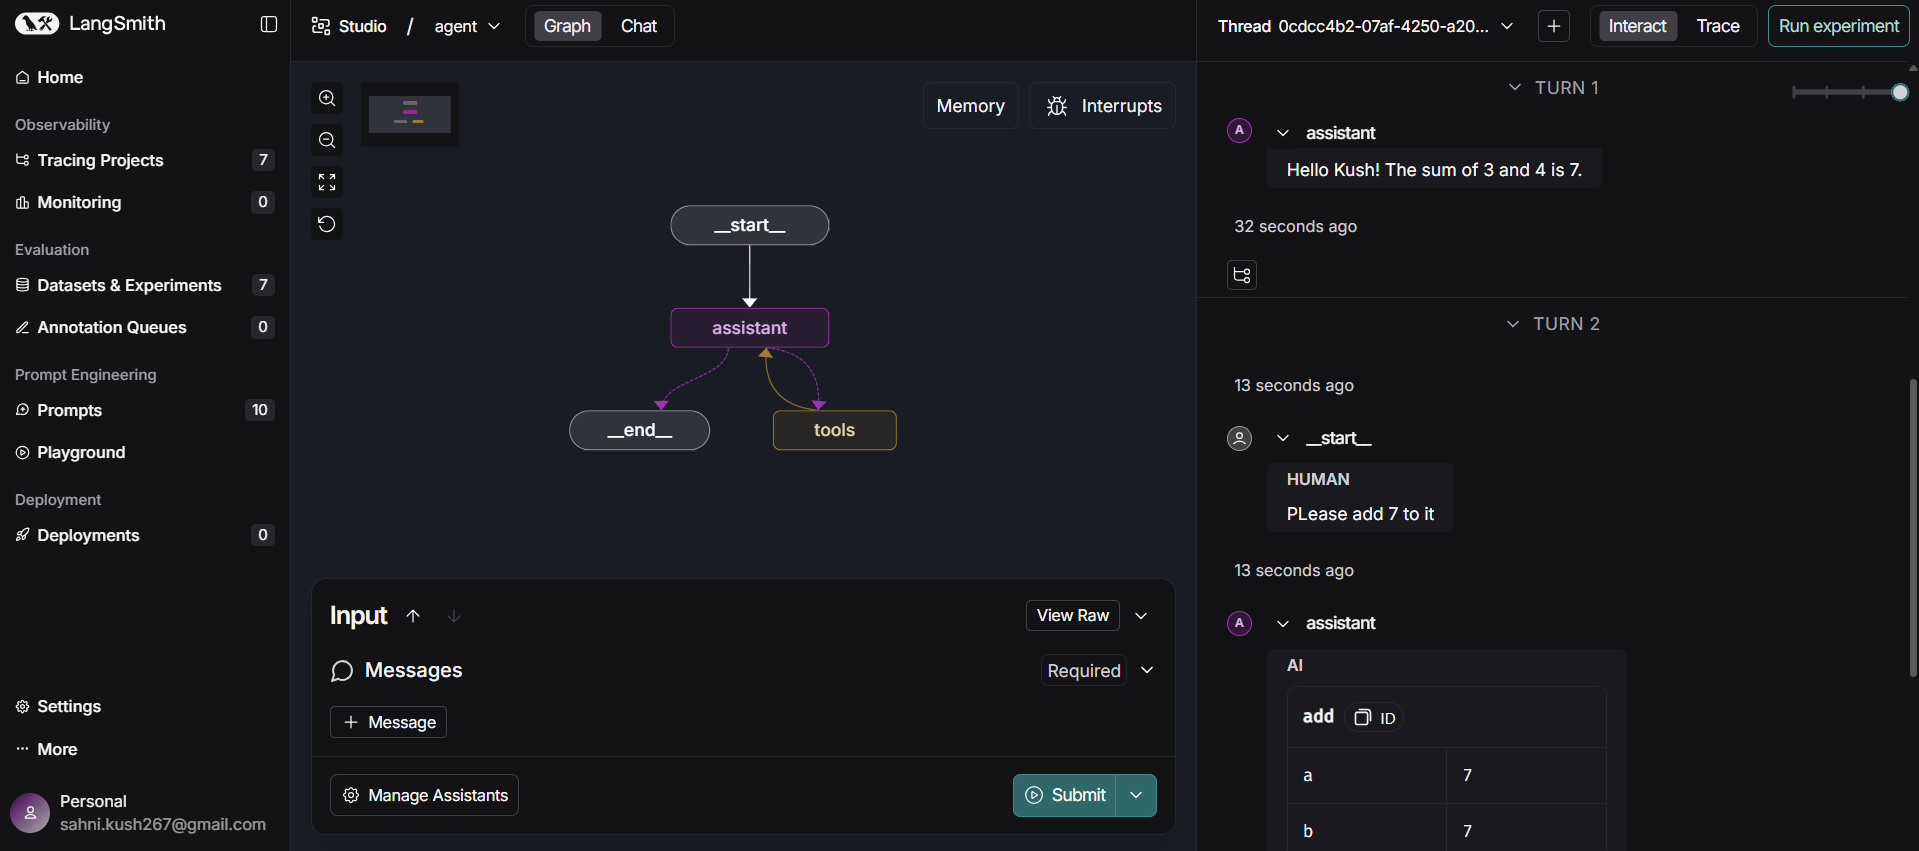 LangSmith
Home
Observability
Tracing Projects 7
Monitoring 0
Evaluation
Datasets & Experiments 7
Annotation Queues 0
Prompt Engineering
Prompts 10
Playground
Deployment
Deployments 0
Settings
More
Personal
sahni.kush267@gmail.com
Studio / agent
Graph Chat
Memory Interrupts
__start__
assistant
__end__
tools
Input View Raw
Messages Required
+ Message
Manage Assistants Submit
Thread 0cdcc4b2-07af-4250-a20... + Interact Trace Run experiment
TURN 1
A assistant
Hello Kush! The sum of 3 and 4 is 7.
32 seconds ago
TURN 2
13 seconds ago
__start__
HUMAN
PLease add 7 to it
13 seconds ago
A assistant
AI
add ID
a 7
b 7